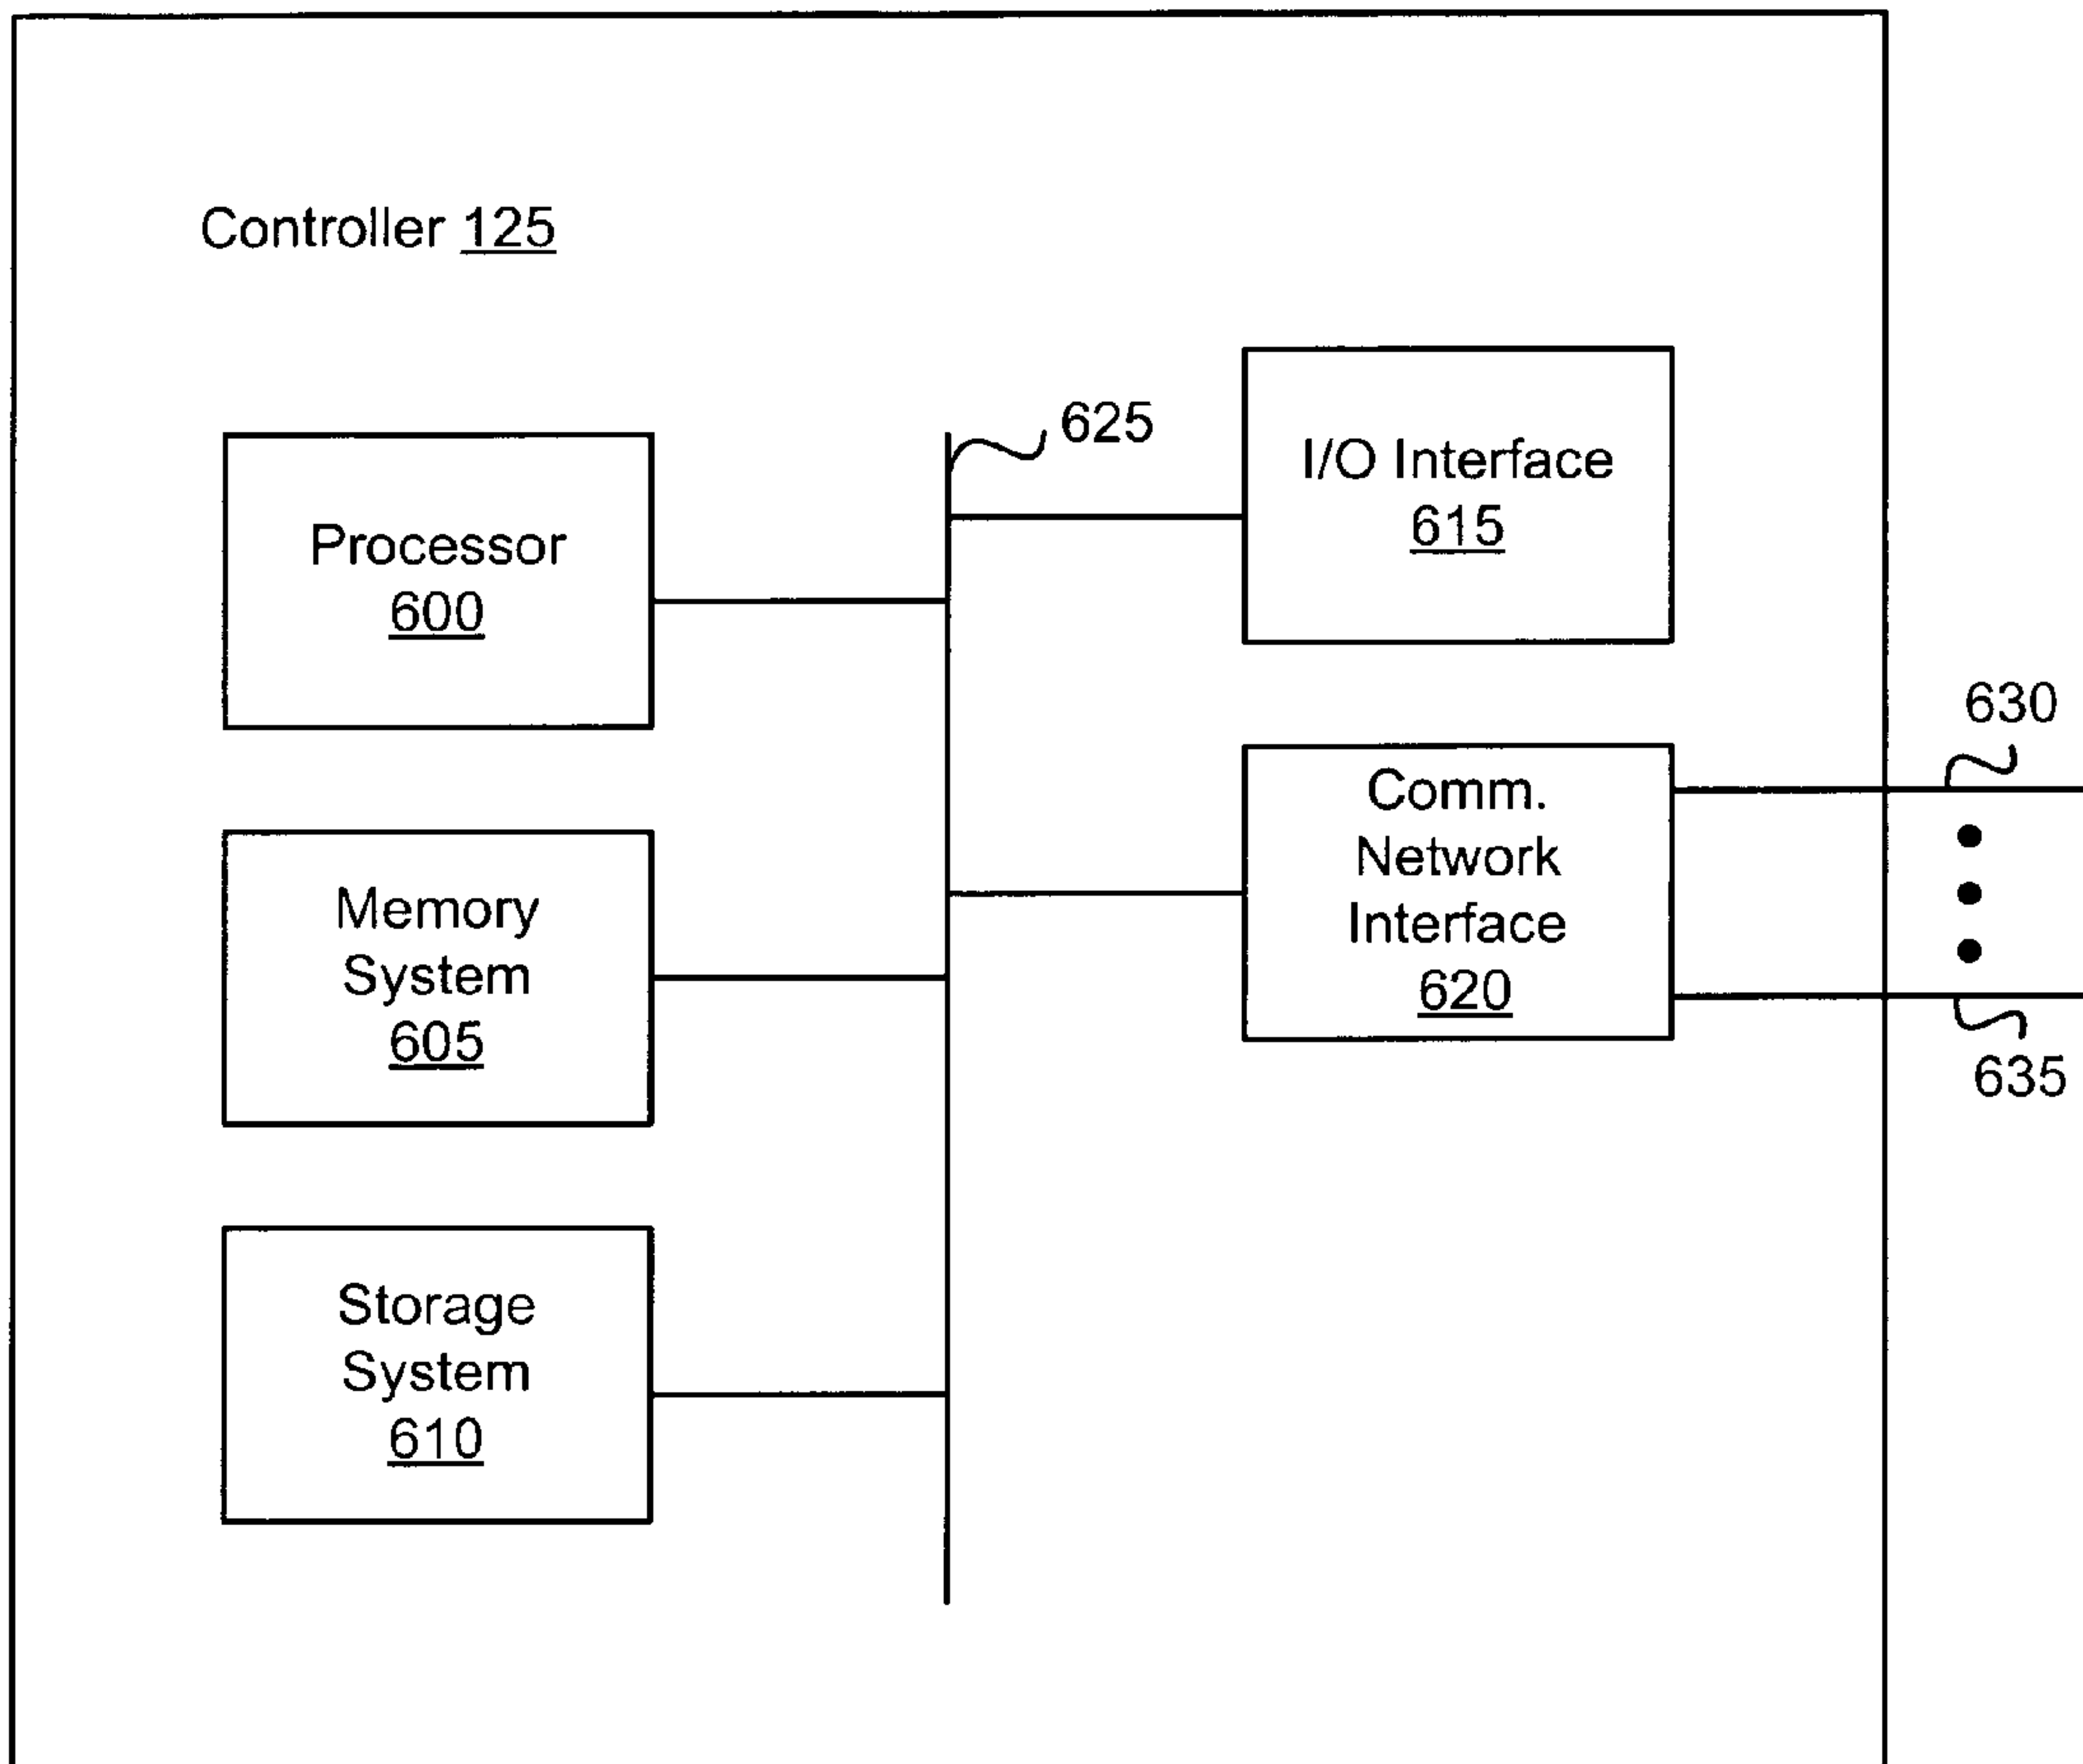 Controller 125
625
I/O Interface
615
Processor
600
630
Comm.
Network
Interface
620
Memory
System
605
635
Storage
System
610